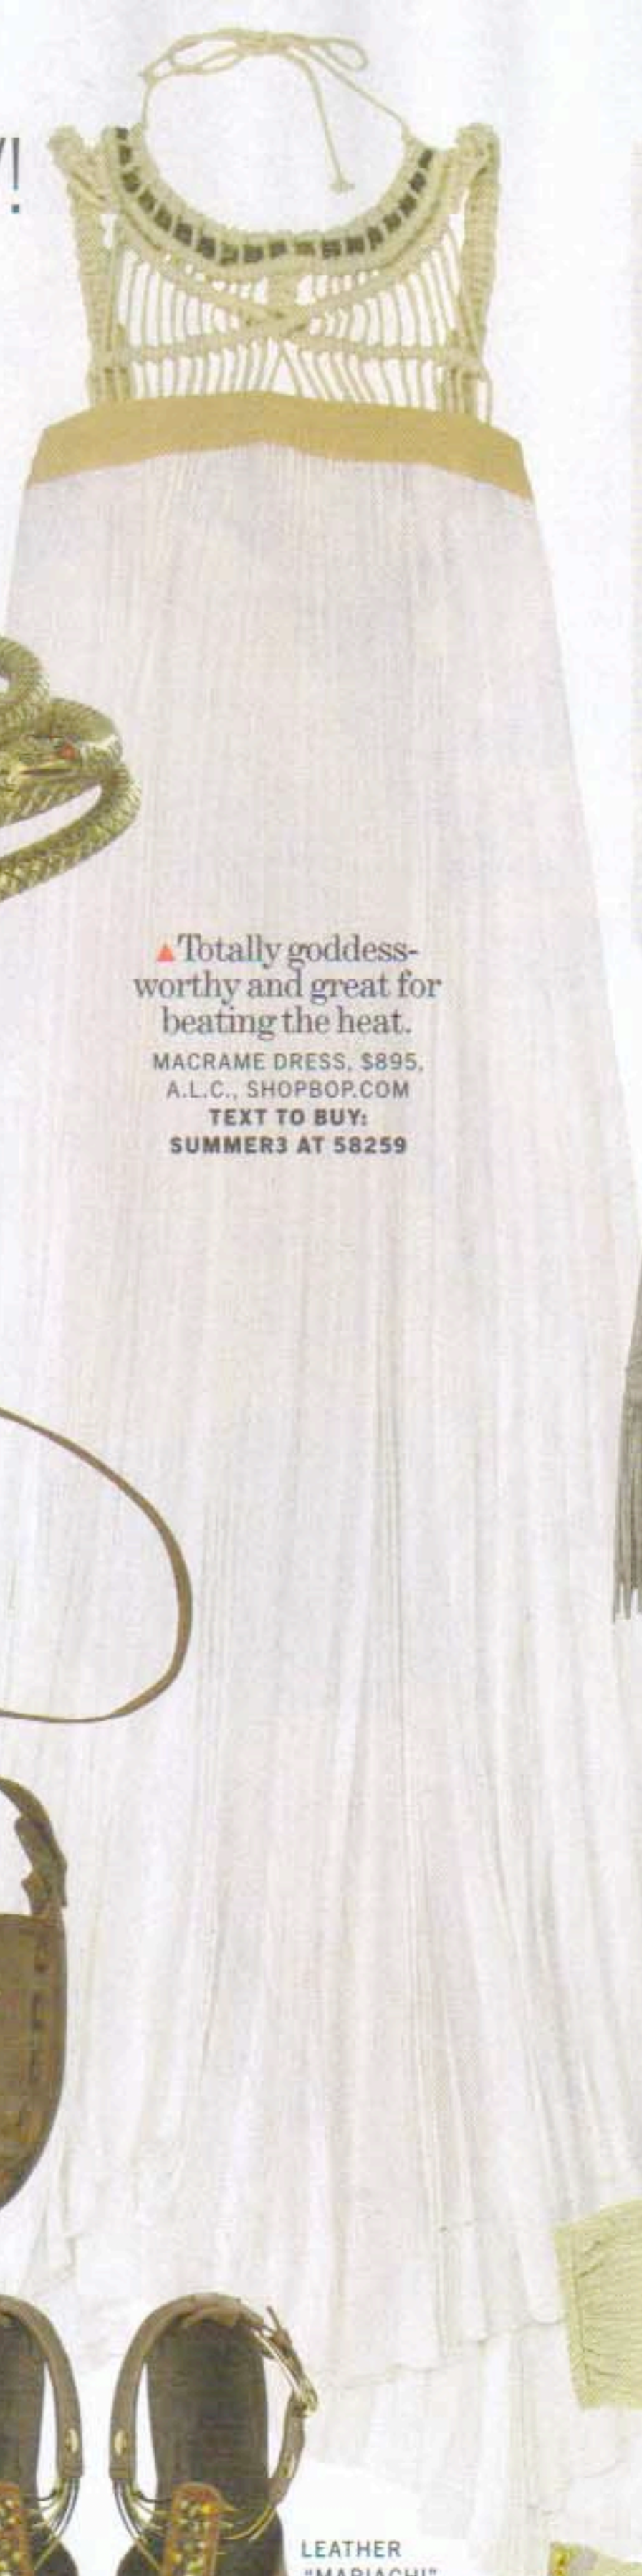 !
▲Totally goddess-
worthy and great for
beating the heat.
MACRAME DRESS, $895,
A.L.C., SHOPBOP.COM
TEXT TO BUY:
SUMMER3 AT 58259
LEATHER
"MARIACHI"